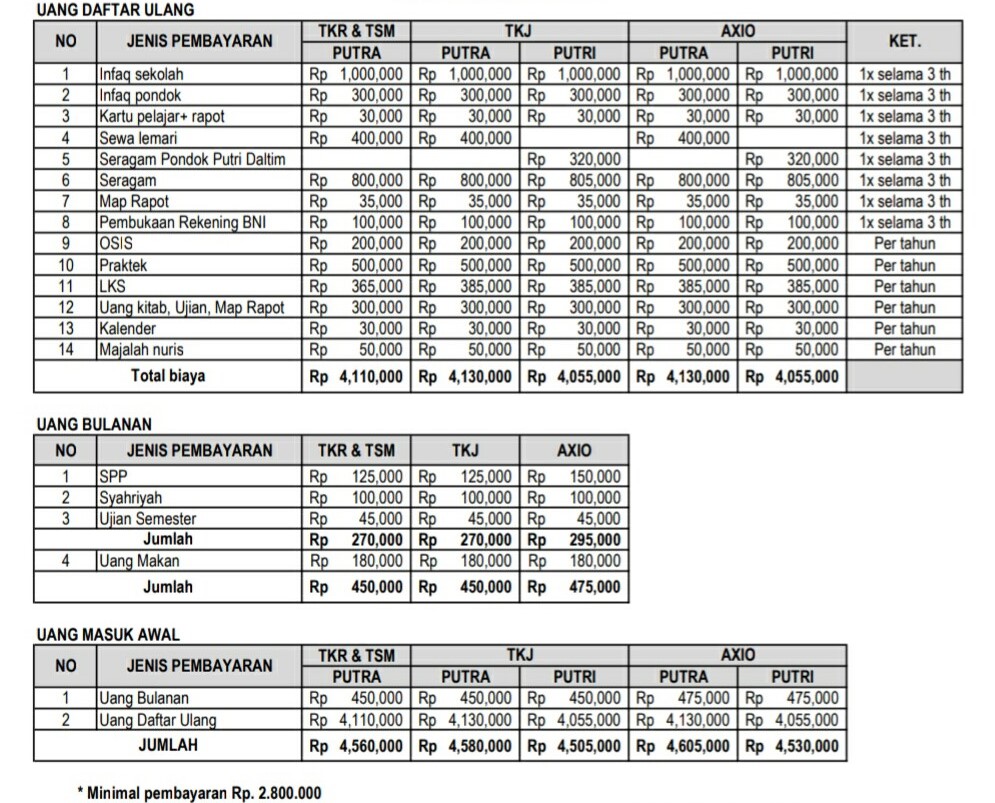 UANG DAFTAR ULANG
NO JENIS PEMBAYARAN TKR & TSM TKJ AXIO KET.
PUTRA PUTRA PUTRI PUTRA PUTRI
1 Infaq sekolah Rp 1,000,000 Rp 1,000,000 Rp 1,000,000 Rp 1,000,000 Rp 1,000,000 1x selama 3 th
2 Infaq pondok Rp 300,000 Rp 300,000 Rp 300,000 Rp 300,000 Rp 300,000 1x selama 3 th
3 Kartu pelajar+ rapot Rp 30,000 Rp 30,000 Rp 30,000 Rp 30,000 Rp 30,000 1x selama 3 th
4 Sewa lemari Rp 400,000 Rp 400,000 Rp 400,000 1x selama 3 th
5 Seragam Pondok Putri Daltim Rp 320,000 Rp 320,000 1x selama 3 th
6 Seragam Rp 800,000 Rp 800,000 Rp 805,000 Rp 800,000 Rp 805,000 1x selama 3 th
7 Map Rapot Rp 35,000 Rp 35,000 Rp 35,000 Rp 35,000 Rp 35,000 1x selama 3 th
8 Pembukaan Rekening BNI Rp 100,000 Rp 100,000 Rp 100,000 Rp 100,000 Rp 100,000 1x selama 3 th
9 OSIS Rp 200,000 Rp 200,000 Rp 200,000 Rp 200,000 Rp 200,000 Per tahun
10 Praktek Rp 500,000 Rp 500,000 Rp 500,000 Rp 500,000 Rp 500,000 Per tahun
11 LKS Rp 365,000 Rp 385,000 Rp 385,000 Rp 385,000 Rp 385,000 Per tahun
12 Uang kitab, Ujian, Map Rapot Rp 300,000 Rp 300,000 Rp 300,000 Rp 300,000 Rp 300,000 Per tahun
13 Kalender Rp 30,000 Rp 30,000 Rp 30,000 Rp 30,000 Rp 30,000 Per tahun
14 Majalah nuris Rp 50,000 Rp 50,000 Rp 50,000 Rp 50,000 Rp 50,000 Per tahun
Total biaya Rp 4,110,000 Rp 4,130,000 Rp 4,055,000 Rp 4,130,000 Rp 4,055,000
UANG BULANAN
NO JENIS PEMBAYARAN TKR & TSM TKJ AXIO
1 SPP Rp 125,000 Rp 125,000 Rp 150,000
2 Syahriyah Rp 100,000 Rp 100,000 Rp 100,000
3 Ujian Semester Rp 45,000 Rp 45,000 Rp 45,000
Jumlah Rp 270,000 Rp 270,000 Rp 295,000
4 Uang Makan Rp 180,000 Rp 180,000 Rp 180,000
Jumlah Rp 450,000 Rp 450,000 Rp 475,000
UANG MASUK AWAL
NO JENIS PEMBAYARAN TKR & TSM TKJ AXIO
PUTRA PUTRA PUTRI PUTRA PUTRI
1 Uang Bulanan Rp 450,000 Rp 450,000 Rp 450,000 Rp 475,000 Rp 475,000
2 Uang Daftar Ulang Rp 4,110,000 Rp 4,130,000 Rp 4,055,000 Rp 4,130,000 Rp 4,055,000
JUMLAH Rp 4,560,000 Rp 4,580,000 Rp 4,505,000 Rp 4,605,000 Rp 4,530,000
* Minimal pembayaran Rp. 2.800.000